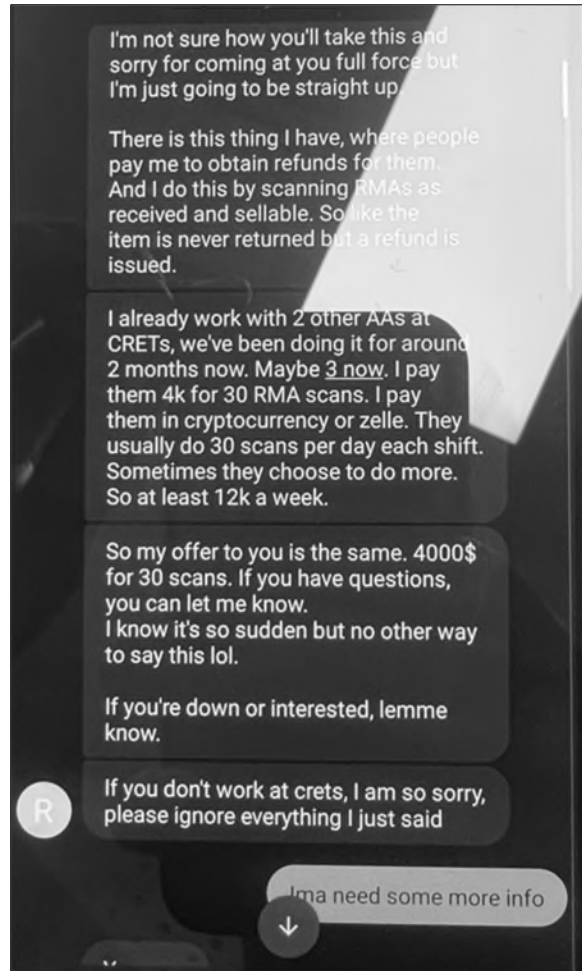 I'm not sure how you'll take this and
sorry for coming at you full force but
I'm just going to be straight up.
There is this thing I have, where people
pay me to obtain refunds for them.
And I do this by scanning RMAs as
received and sellable. So like the
item is never returned but a refund is
issued.
I already work with 2 other AAs at
CRETs, we've been doing it for around
2 months now. Maybe 3 now. I pay
them 4k for 30 RMA scans. I pay
them in cryptocurrency or zelle. They
usually do 30 scans per day each shift.
Sometimes they choose to do more.
So at least 12k a week.
So my offer to you is the same. 4000$
for 30 scans. If you have questions,
you can let me know.
I know it's so sudden but no other way
to say this lol.
If you're down or interested, lemme
know.
If you don't work at crets, I am so sorry,
please ignore everything I just said
R
Ima need some more info